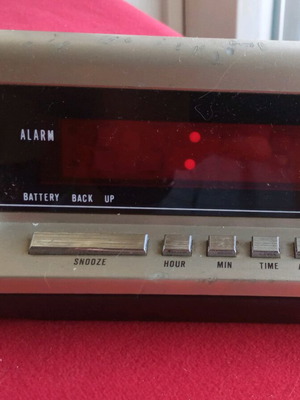 ALARM
BATTERY BACK UP
SNOOZE HOUR MIN TIME